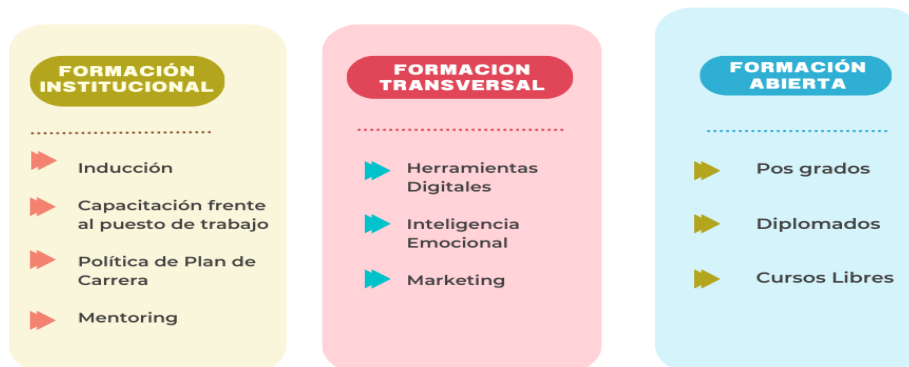 FORMACIÓN
INSTITUCIONAL
Inducción
Capacitación frente
al puesto de trabajo
Política de Plan de
Carrera
Mentoring
FORMACION
TRANSVERSAL
Herramientas
Digitales
Inteligencia
Emocional
Marketing
FORMACIÓN
ABIERTA
Pos grados
Diplomados
Cursos Libres